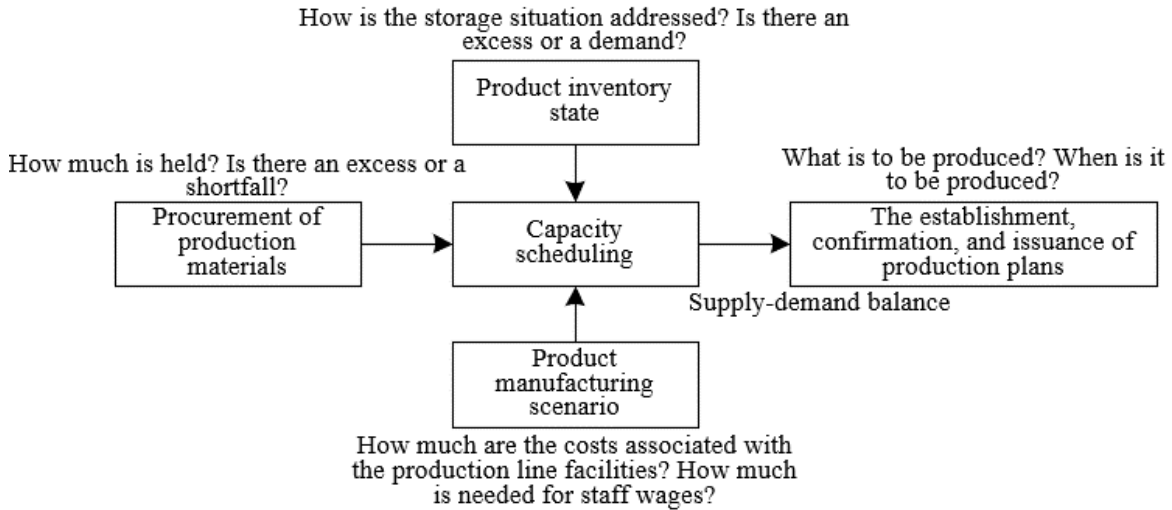 How is the storage situation addressed? Is there an
excess or a demand?
Product inventory
state
How much is held? Is there an excess or a
shortfall?
Procurement of
production
materials
Capacity
scheduling
What is to be produced? When is it
to be produced?
The establishment,
confirmation, and issuance of
production plans
Supply-demand balance
Product
manufacturing
scenario
How much are the costs associated with
the production line facilities? How much
is needed for staff wages?